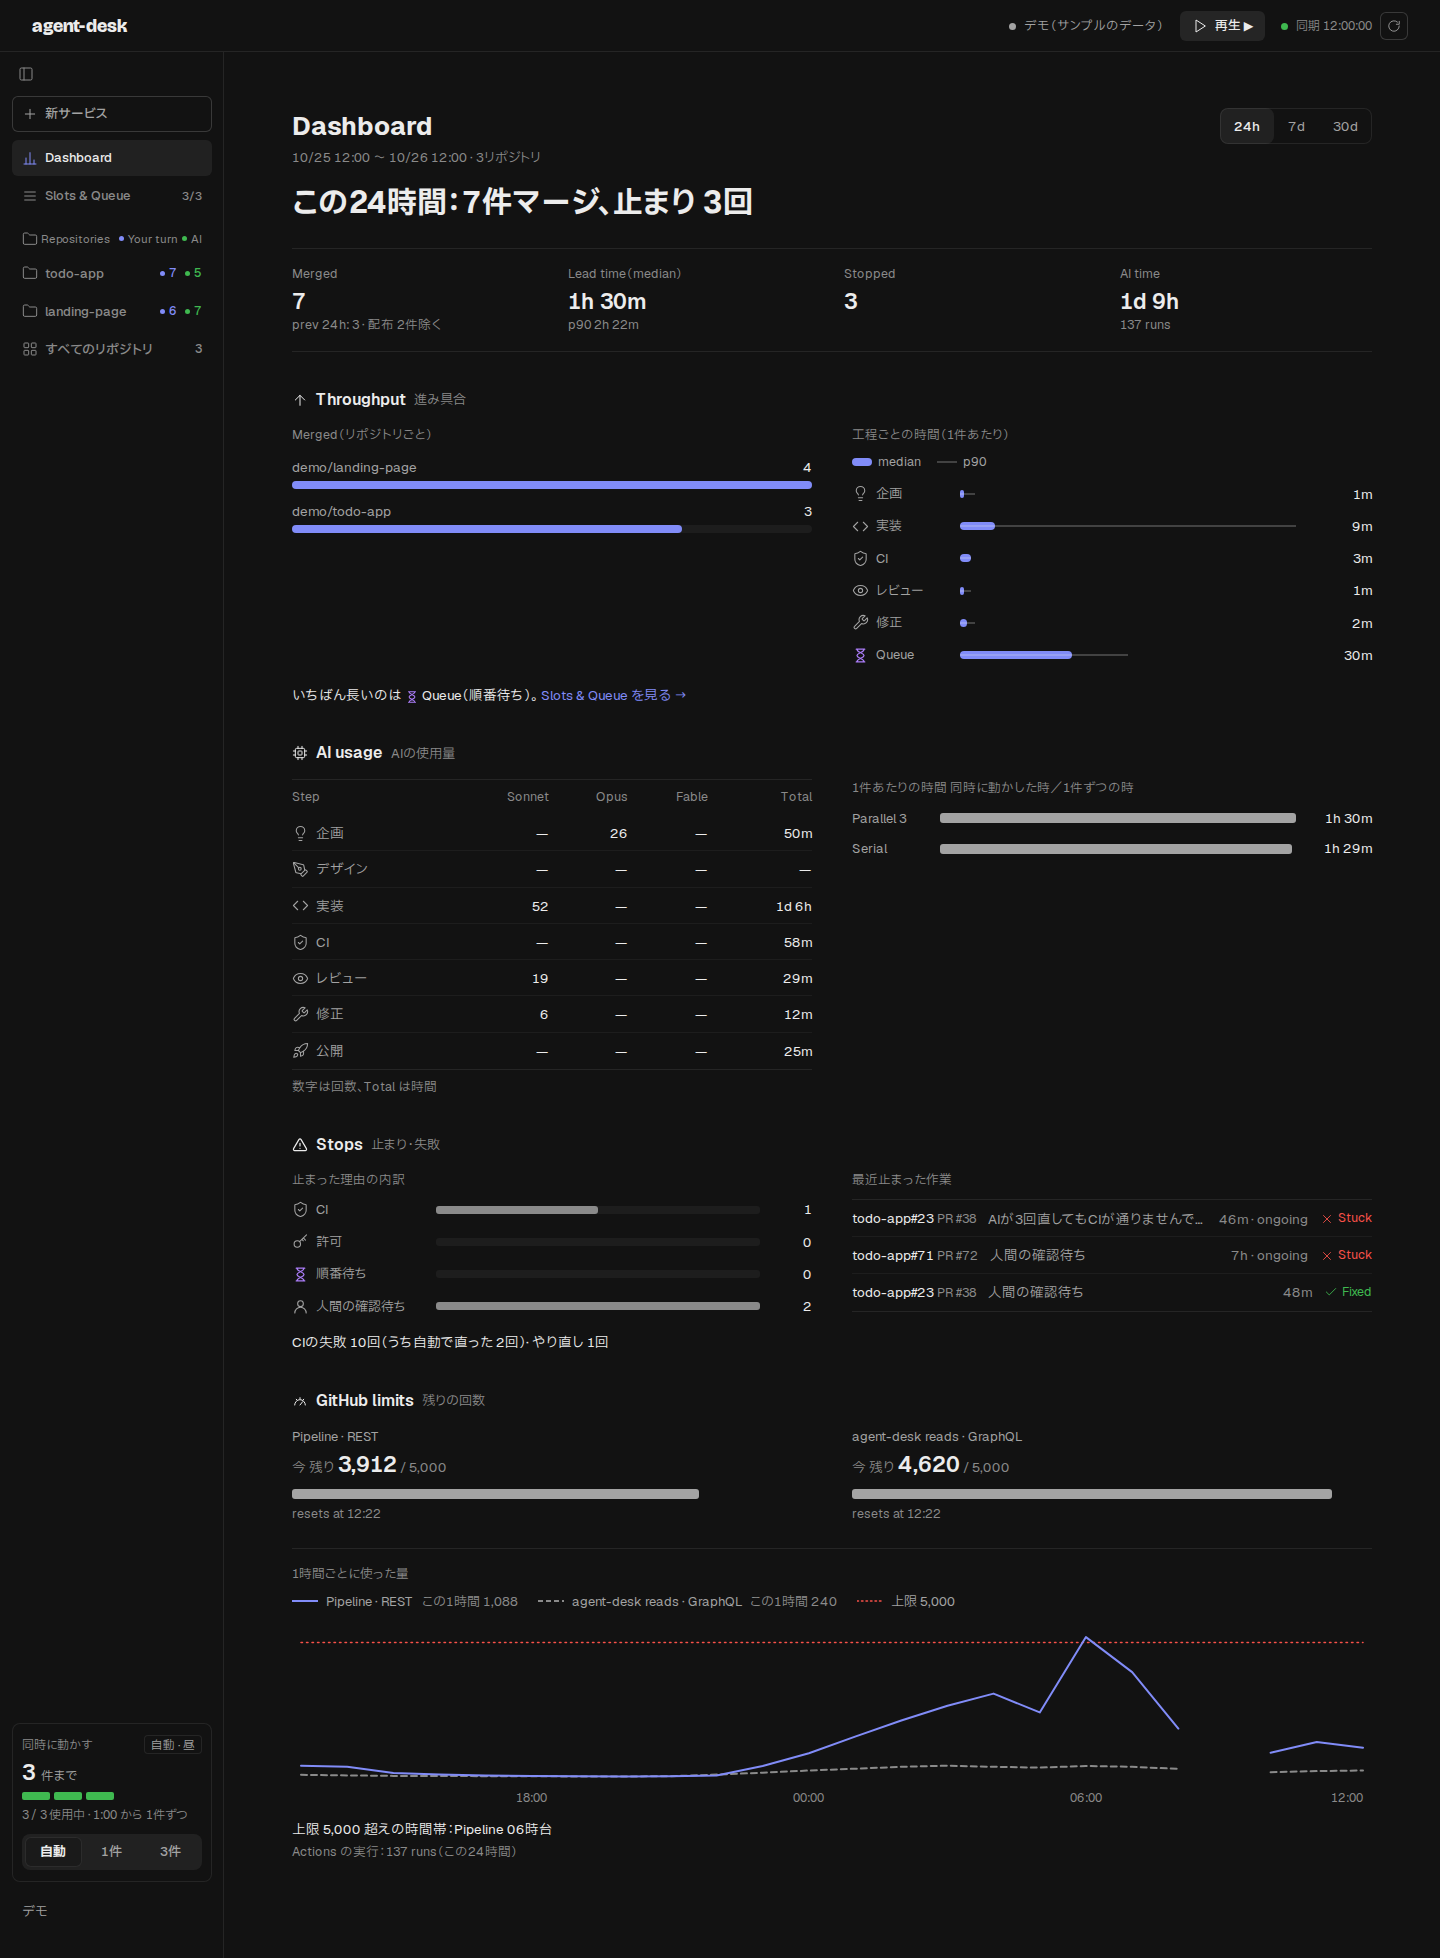 agent-desk
デモ（サンプルのデータ） 再生 ▶ 同期 12:00:00
新サービス
Dashboard
Slots & Queue 3/3
Repositories Your turn AI
todo-app 7 5
landing-page 6 7
すべてのリポジトリ 3
Dashboard
24h 7d 30d
10/25 12:00 〜 10/26 12:00 · 3リポジトリ
この24時間：7件マージ、止まり 3回
Merged Lead time（median） Stopped AI time
7 1h 30m 3 1d 9h
prev 24h: 3 · 配布 2件除く p90 2h 22m 137 runs
Throughput 進み具合
Merged（リポジトリごと）
demo/landing-page 4
demo/todo-app 3
工程ごとの時間（1件あたり）
median p90
企画 1m
実装 9m
CI 3m
レビュー 1m
修正 2m
Queue 30m
いちばん長いのは Queue（順番待ち）。Slots & Queue を見る →
AI usage AIの使用量
Step Sonnet Opus Fable Total
企画 — 26 — 50m
デザイン — — — —
実装 52 — — 1d 6h
CI — — — 58m
レビュー 19 — — 29m
修正 6 — — 12m
公開 — — — 25m
数字は回数、Total は時間
1件あたりの時間 同時に動かした時／1件ずつの時
Parallel 3 1h 30m
Serial 1h 29m
Stops 止まり・失敗
止まった理由の内訳
CI 1
許可 0
順番待ち 0
人間の確認待ち 2
CIの失敗 10回（うち自動で直った 2回）· やり直し 1回
最近止まった作業
todo-app#23 PR #38 AIが3回直してもCIが通りませんで… 46m · ongoing Stuck
todo-app#71 PR #72 人間の確認待ち 7h · ongoing Stuck
todo-app#23 PR #38 人間の確認待ち 48m Fixed
GitHub limits 残りの回数
Pipeline · REST
今 残り 3,912 / 5,000
resets at 12:22
agent-desk reads · GraphQL
今 残り 4,620 / 5,000
resets at 12:22
1時間ごとに使った量
Pipeline · REST この1時間 1,088 agent-desk reads · GraphQL この1時間 240 上限 5,000
18:00 00:00 06:00 12:00
上限 5,000 超えの時間帯：Pipeline 06時台
Actions の実行：137 runs（この24時間）
同時に動かす 自動 · 昼
3 件まで
3 / 3 使用中 · 1:00 から 1件ずつ
自動 1件 3件
デモ